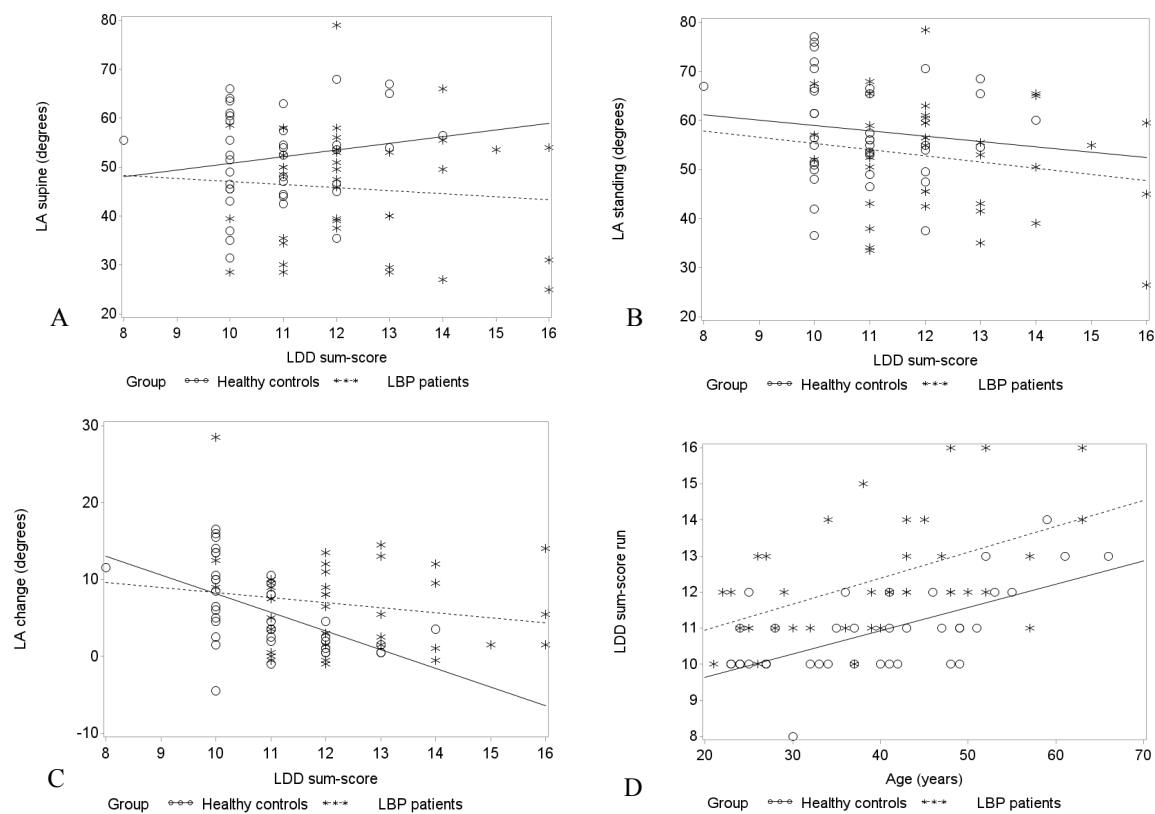 80
70
60
50
40
30
20
LA supine (degrees)
8 9 10 11 12 13 14 15 16
LDD sum-score
A
Group Healthy controls LBP patients
80
70
60
50
40
30
20
LA standing (degrees)
8 9 10 11 12 13 14 15 16
LDD sum-score
B
Group Healthy controls LBP patients
30
20
10
0
-10
LA change (degrees)
8 9 10 11 12 13 14 15 16
LDD sum-score
C
Group Healthy controls LBP patients
16
15
14
13
12
11
10
9
8
LDD sum-score run
20 30 40 50 60 70
Age (years)
D
Group Healthy controls LBP patients